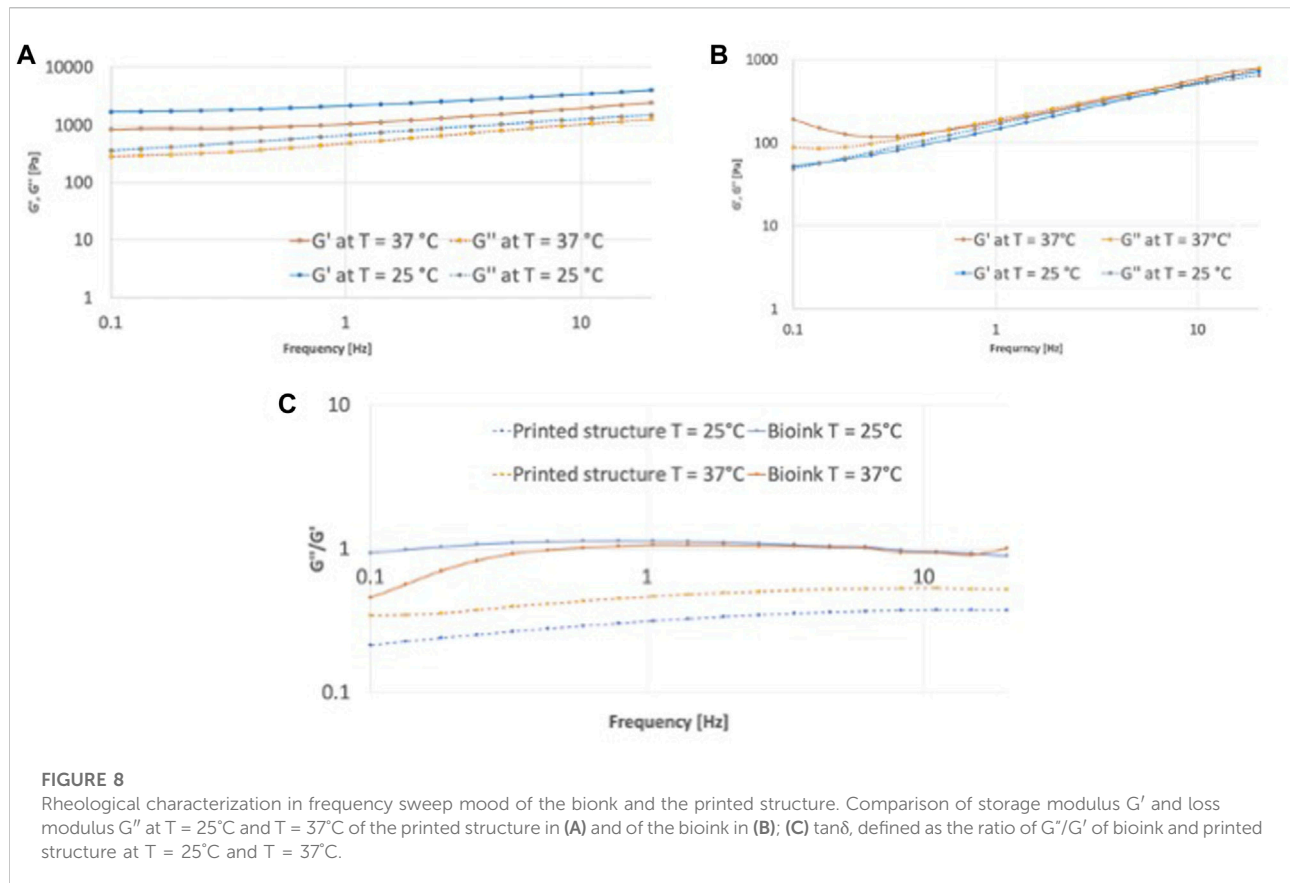 A
10000
1000
100
10
1
G', G'' [Pa]
G' at T = 37 °C
G'' at T = 37 °C
G' at T = 25 °C
G'' at T = 25 °C
0.1
1
10
Frequency [Hz]
B
1000
100
10
1
G', G'' [Pa]
G' at T = 37°C
G'' at T = 37°C'
G' at T = 25 °C
G'' at T = 25 °C
0.1
1
10
Frequrncy [Hz]
C
10
1
0.1
G''/G'
Printed structure T = 25°C
Bioink T = 25°C
Printed structure T = 37°C
Bioink T = 37°C
0.1
1
10
Frequency [Hz]
FIGURE 8
Rheological characterization in frequency sweep mood of the bionk and the printed structure. Comparison of storage modulus G′ and loss
modulus G″ at T = 25°C and T = 37°C of the printed structure in (A) and of the bioink in (B); (C) tanδ, defined as the ratio of G″/G′ of bioink and printed
structure at T = 25°C and T = 37°C.